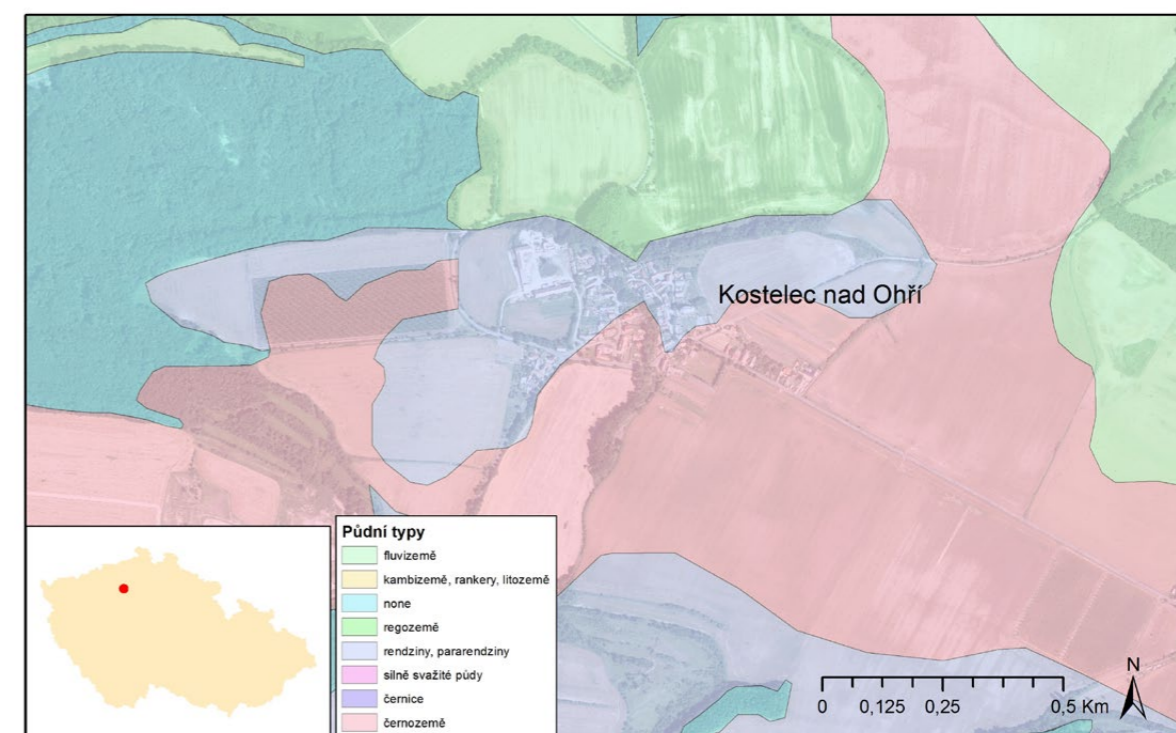 Kostelec nad Ohří
Půdní typy
fluvizemě
kambizemě, rankery, litozemě
none
regozemě
rendziny, pararendziny
silně svažité půdy
černice
černozemě
N
0 0,125 0,25 0,5 Km